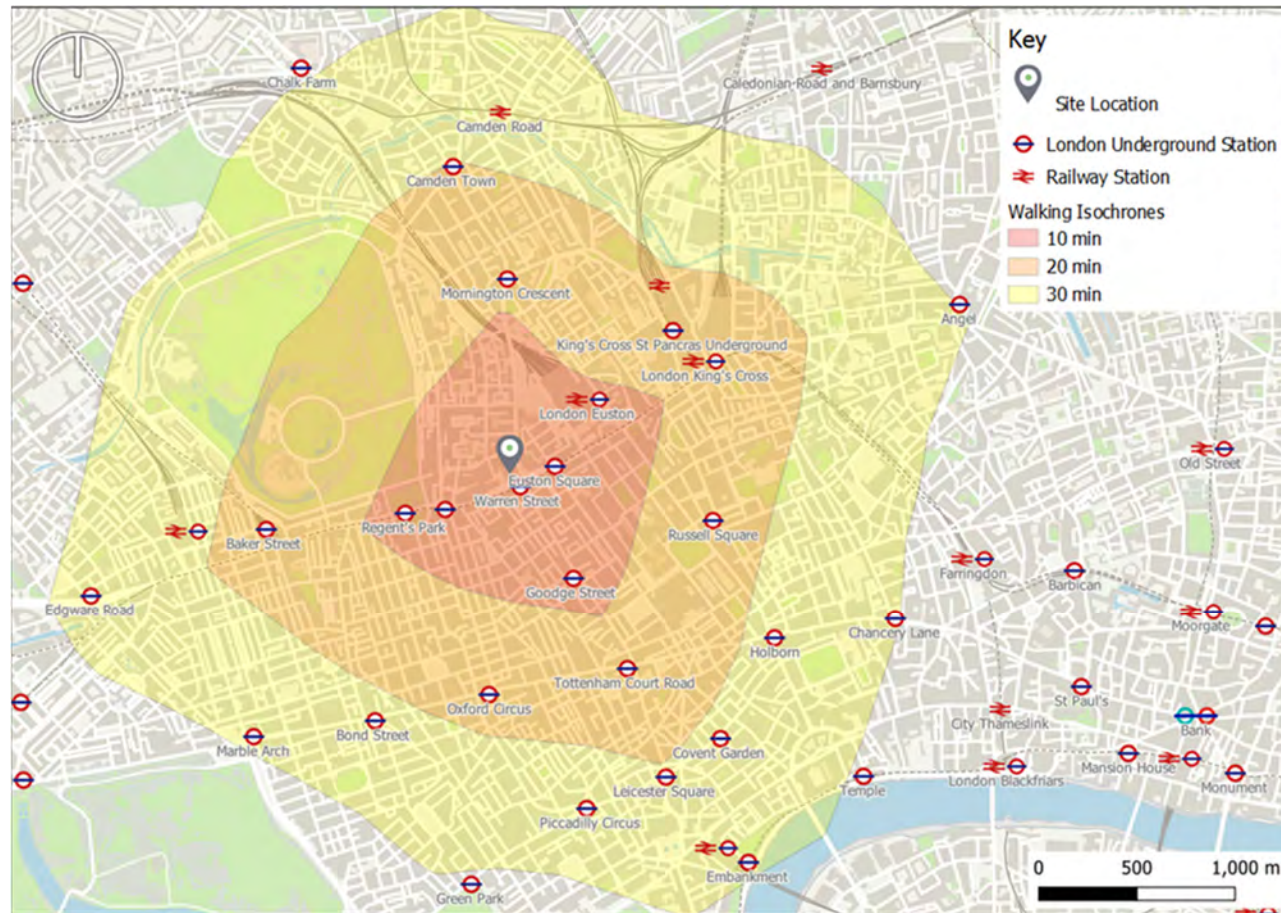 Key
Site Location
London Underground Station
Railway Station
Walking Isochrones
10 min
20 min
30 min
Chalk Farm
Caledonian Road and Barnsbury
Camden Road
Camden Town
Mornington Crescent
Angel
King's Cross St Pancras Underground
London King's Cross
London Euston
Old Street
Euston Square
Warren Street
Regent's Park
Russell Square
Baker Street
Farringdon
Barbican
Goodge Street
Edgware Road
Moorgate
Chancery Lane
Holborn
Tottenham Court Road
St Paul's
Oxford Circus
City Thameslink
Bank
Bond Street
Marble Arch
Covent Garden
Mansion House
London Blackfriars
Monument
Leicester Square
Temple
Piccadilly Circus
Embankment
Green Park
0 500 1,000 m